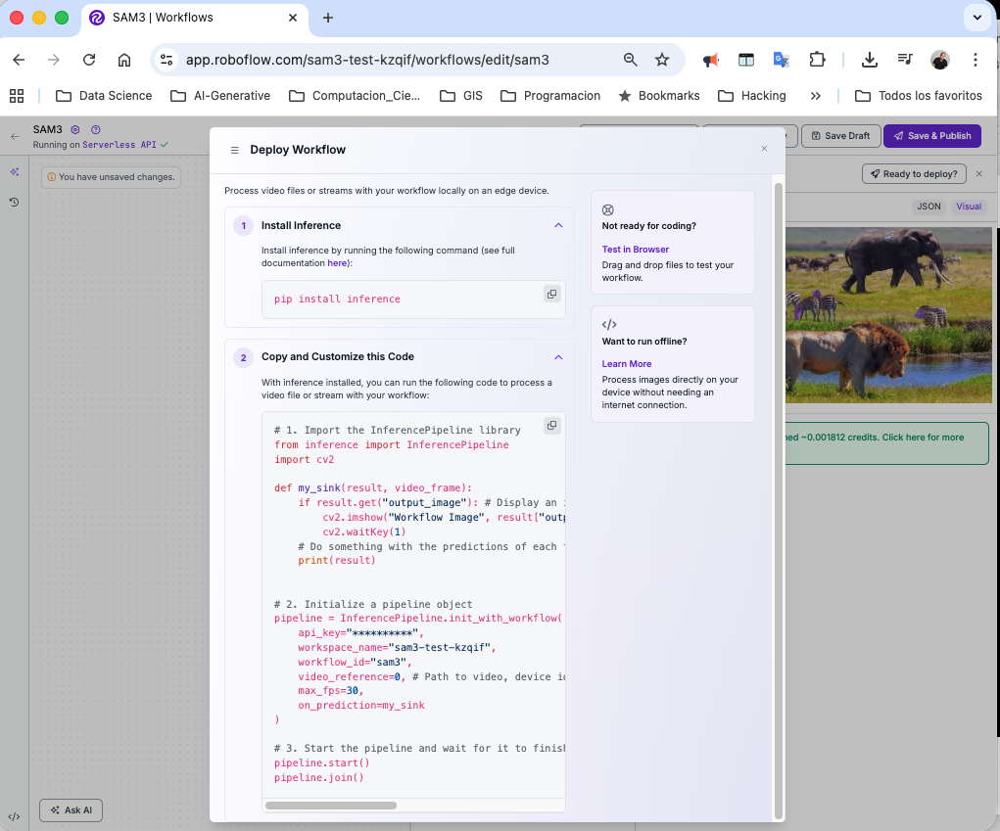 SAM3 | Workflows
app.roboflow.com/sam3-test-kzqif/workflows/edit/sam3
Data Science
AI-Generative
Computacion_Cie...
GIS
Programacion
Bookmarks
Hacking
Todos los favoritos
SAM3
Running on Serverless API
Save Draft
Save & Publish
You have unsaved changes.
Ready to deploy?
JSON
Visual
Deploy Workflow
Process video files or streams with your workflow locally on an edge device.
1
Install Inference
Install inference by running the following command (see full
documentation here):
pip install inference
2
Copy and Customize this Code
With inference installed, you can run the following code to process a
video file or stream with your workflow:
# 1. Import the InferencePipeline library
from inference import InferencePipeline
import cv2
def my_sink(result, video_frame):
if result.get("output_image"): # Display an
cv2.imshow("Workflow Image", result["outp
cv2.waitKey(1)
# Do something with the predictions of each
print(result)
# 2. Initialize a pipeline object
pipeline = InferencePipeline.init_with_workflow(
api_key="**********",
workspace_name="sam3-test-kzqif",
workflow_id="sam3",
video_reference=0, # Path to video, device
max_fps=30,
on_prediction=my_sink
)
# 3. Start the pipeline and wait for it to finish
pipeline.start()
pipeline.join()
Not ready for coding?
Test in Browser
Drag and drop files to test your
workflow.
</>
Want to run offline?
Learn More
Process images directly on your
device without needing an
internet connection.
~0.001812 credits. Click here for more
Ask AI
</>